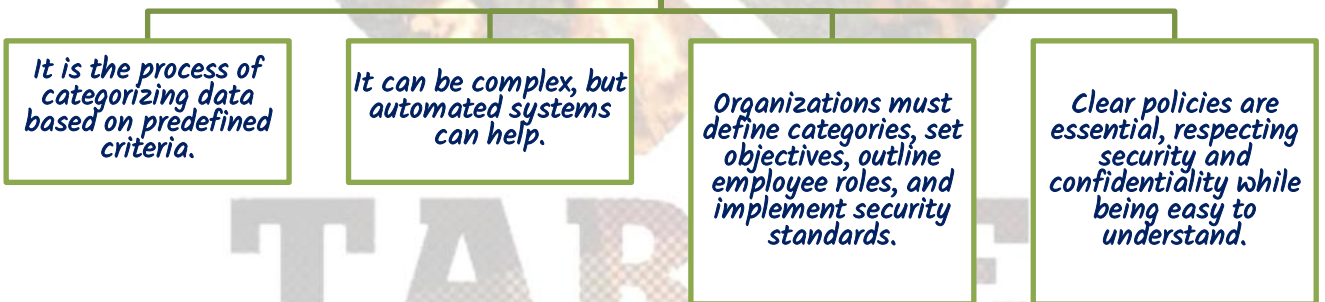 It is the process of
categorizing data
based on predefined
criteria.
It can be complex, but
automated systems
can help.
Organizations must
define categories, set
objectives, outline
employee roles, and
implement security
standards.
Clear policies are
essential, respecting
security and
confidentiality while
being easy to
understand.